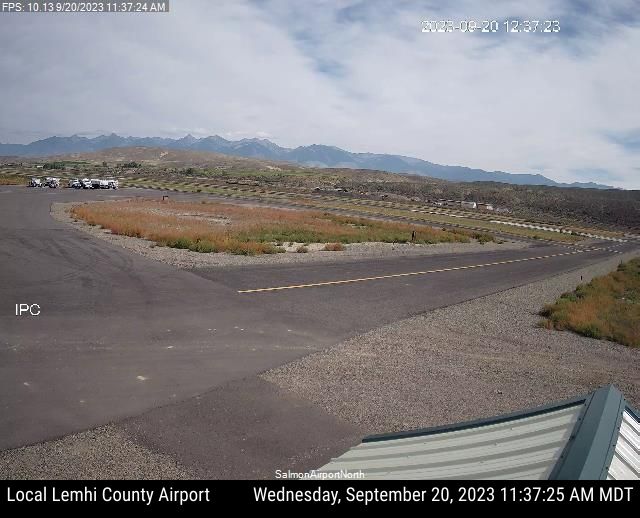 FPS: 10.13 9/20/2023 11:37:24 AM
2023-09-20 12:37:23
IPC
SalmonAirportNorth
Local Lemhi County Airport Wednesday, September 20, 2023 11:37:25 AM MDT